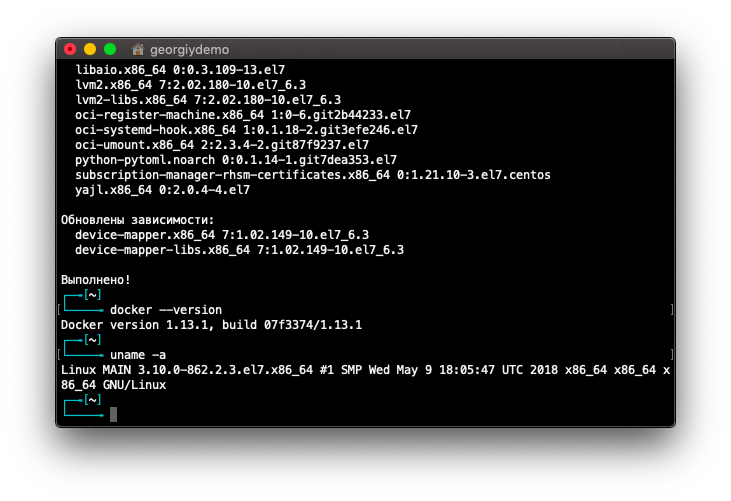 georgiydemo
libaio.x86_64 0:0.3.109-13.el7
lvm2.x86_64 7:2.02.180-10.el7_6.3
lvm2-libs.x86_64 7:2.02.180-10.el7_6.3
oci-register-machine.x86_64 1:0-6.git2b44233.el7
oci-systemd-hook.x86_64 1:0.1.18-2.git3efe246.el7
oci-umount.x86_64 2:2.3.4-2.git87f9237.el7
python-pytoml.noarch 0:0.1.14-1.git7dea353.el7
subscription-manager-rhsm-certificates.x86_64 0:1.21.10-3.el7.centos
yajl.x86_64 0:2.0.4-4.el7
Обновлены зависимости:
device-mapper.x86_64 7:1.02.149-10.el7_6.3
device-mapper-libs.x86_64 7:1.02.149-10.el7_6.3
Выполнено!
┌─╼[~]
[└────╼ docker --version ]
Docker version 1.13.1, build 07f3374/1.13.1
┌─╼[~]
[└────╼ uname -a ]
Linux MAIN 3.10.0-862.2.3.el7.x86_64 #1 SMP Wed May 9 18:05:47 UTC 2018 x86_64 x86_64 x
86_64 GNU/Linux
┌─╼[~]
└────╼